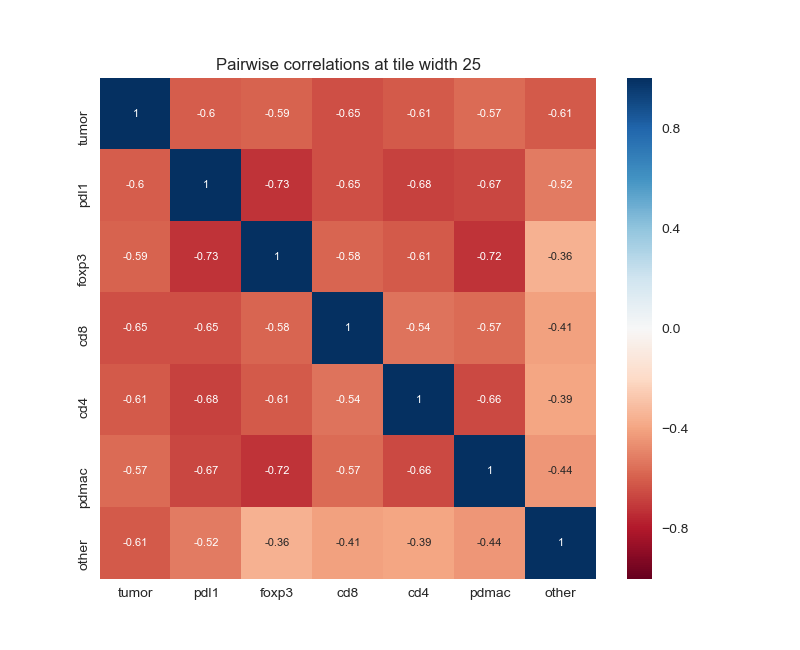 Pairwise correlations at tile width 25
tumor 1 -0.6 -0.59 -0.65 -0.61 -0.57 -0.61
pdl1 -0.6 1 -0.73 -0.65 -0.68 -0.67 -0.52
foxp3 -0.59 -0.73 1 -0.58 -0.61 -0.72 -0.36
cd8 -0.65 -0.65 -0.58 1 -0.54 -0.57 -0.41
cd4 -0.61 -0.68 -0.61 -0.54 1 -0.66 -0.39
pdmac -0.57 -0.67 -0.72 -0.57 -0.66 1 -0.44
other -0.61 -0.52 -0.36 -0.41 -0.39 -0.44 1
tumor pdl1 foxp3 cd8 cd4 pdmac other
0.8
0.4
0.0
−0.4
−0.8